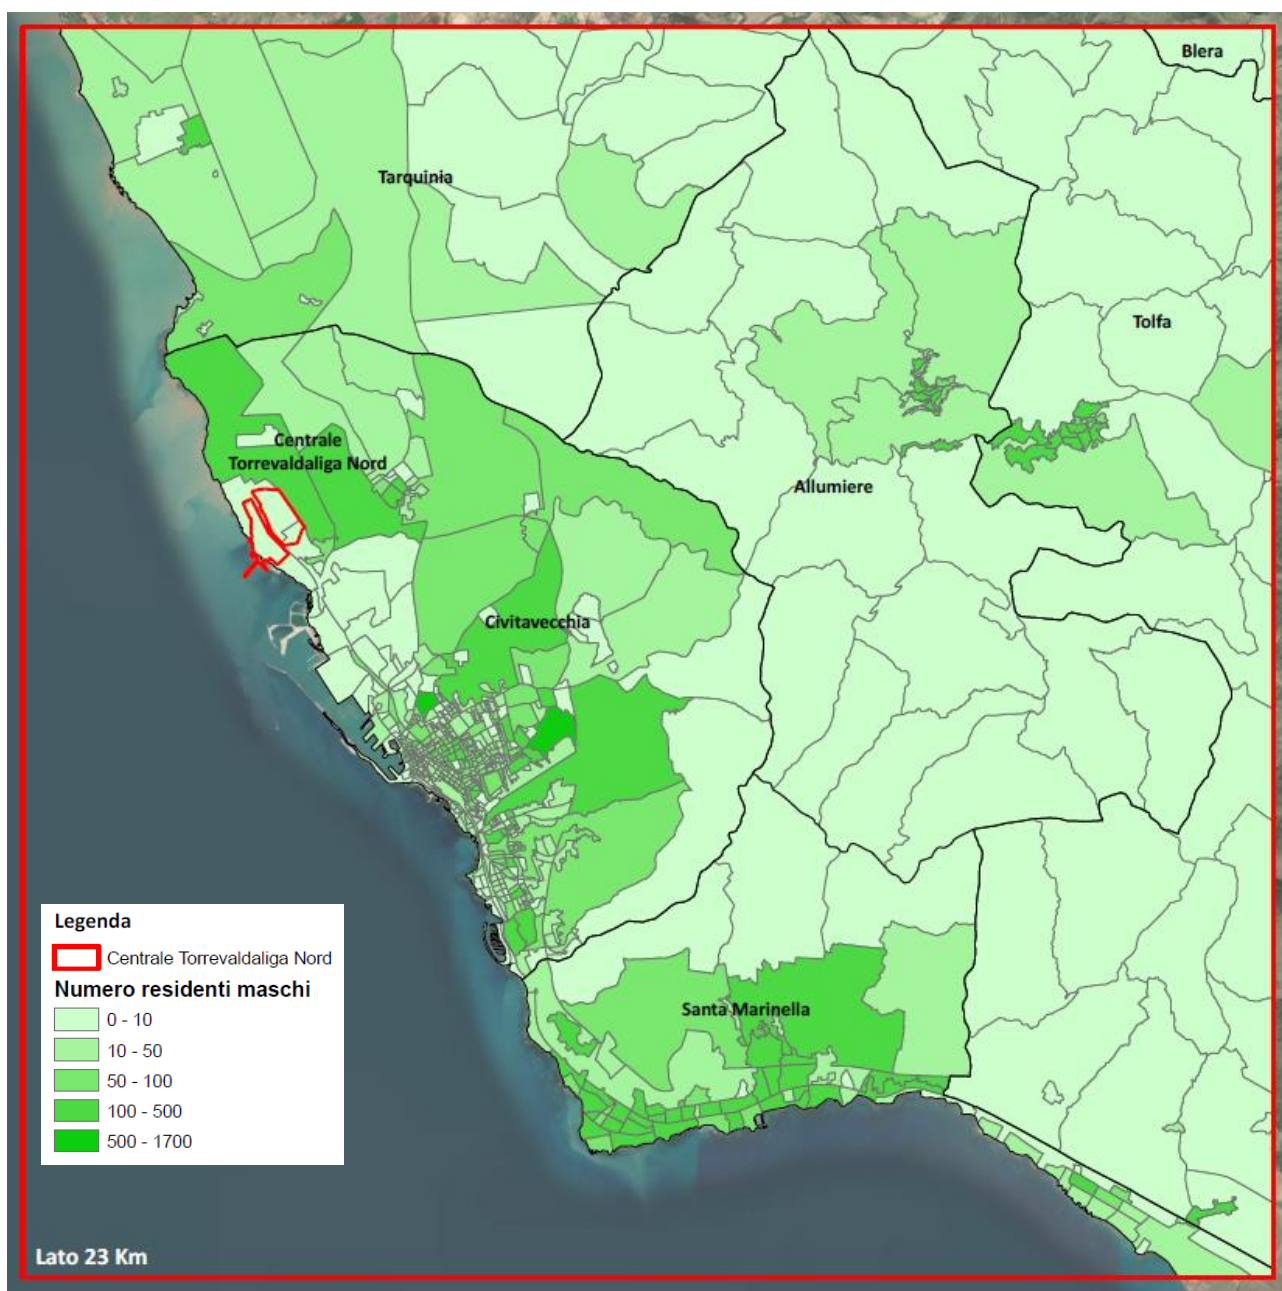 Blera
Tarquinia
Tolfa
Centrale
Torrevaldaliga Nord
Allumiere
Civitavecchia
Santa Marinella
Legenda
Centrale Torrevaldaliga Nord
Numero residenti maschi
0 - 10
10 - 50
50 - 100
100 - 500
500 - 1700
Lato 23 Km